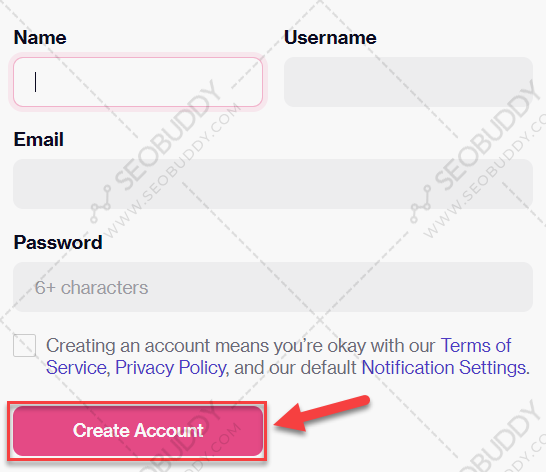 Name Username
Email
Password
6+ characters
Creating an account means you're okay with our Terms of
Service, Privacy Policy, and our default Notification Settings.
Create Account
SEOBUDDY
WWW.SEOBUDDY.COM
SEOBUDDY
WWW.SEOBUDDY.COM